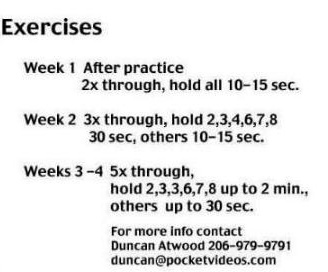 Exercises
Week 1 After practice
2x through, hold all 10-15 sec.
Week 2 3x through, hold 2,3,4,6,7,8
30 sec, others 10-15 sec.
Weeks 3-4 5x through,
hold 2,3,3,6,7,8 up to 2 min.,
others up to 30 sec.
For more info contact
Duncan Atwood 206-979-9791
duncan@pocketvideos.com